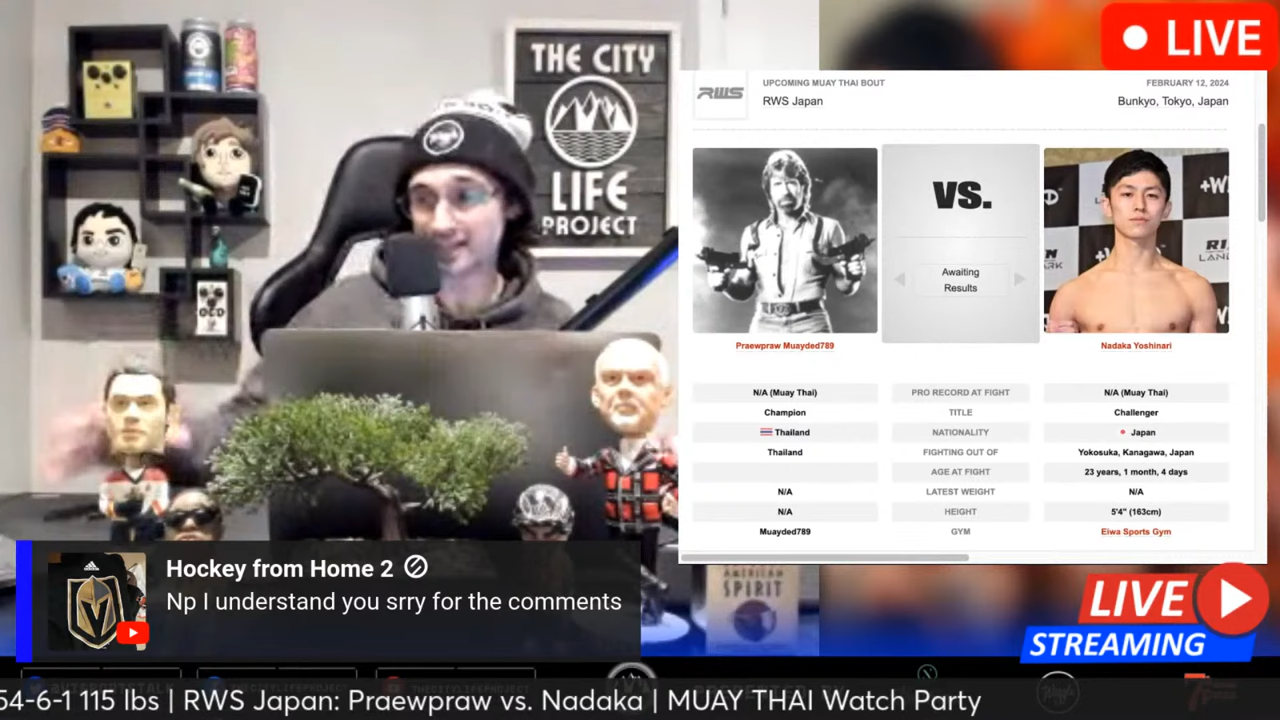 LIVE
THE CITY
LIFE
PROJECT
RWS
UPCOMING MUAY THAI BOUT
RWS Japan
FEBRUARY 12, 2024
Bunkyo, Tokyo, Japan
VS.
Awaiting
Results
Praewpraw Muayded789
Nadaka Yoshinari
N/A (Muay Thai) PRO RECORD AT FIGHT N/A (Muay Thai)
Champion TITLE Challenger
Thailand NATIONALITY Japan
Thailand FIGHTING OUT OF Yokosuka, Kanagawa, Japan
AGE AT FIGHT 23 years, 1 month, 4 days
N/A LATEST WEIGHT N/A
N/A HEIGHT 5'4" (163cm)
Muayded789 GYM Eiwa Sports Gym
OCD
AMERICAN
SPIRIT
adidas
Hockey from Home 2
Np I understand you srry for the comments
LIVE
STREAMING
54-6-1 115 lbs | RWS Japan: Praewpraw vs. Nadaka | MUAY THAI Watch Party